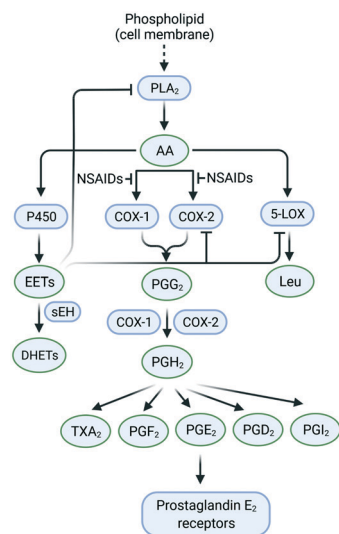 Phospholipid
(cell membrane)
PLA₂
AA
NSAIDs
NSAIDs
P450
COX-1
COX-2
5-LOX
EETs
PGG₂
Leu
sEH
COX-1
COX-2
DHETs
PGH₂
TXA₂
PGF₂
PGE₂
PGD₂
PGI₂
Prostaglandin E₂
receptors